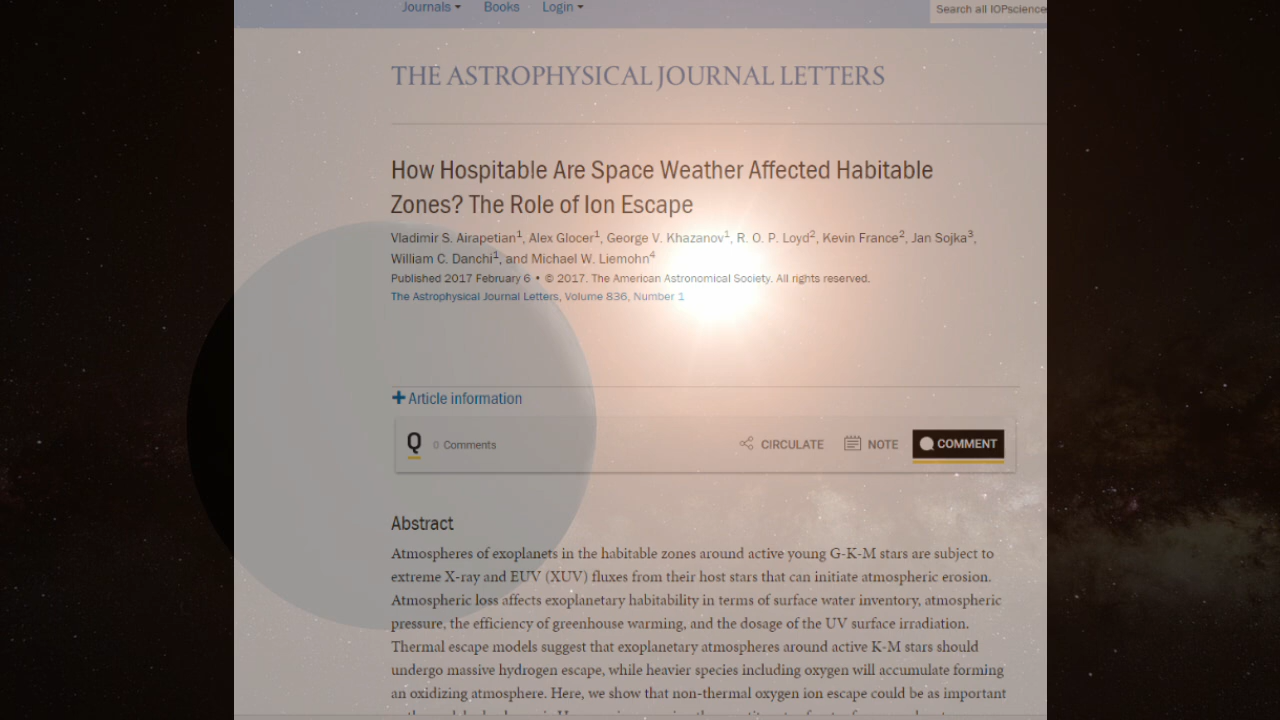 Journals Books Login Search all IOPscience
THE ASTROPHYSICAL JOURNAL LETTERS
How Hospitable Are Space Weather Affected Habitable
Zones? The Role of Ion Escape
Vladimir S. Airapetian1, Alex Glocer1, George V. Khazanov1, R. O. P. Loyd2, Kevin France2, Jan Sojka3,
William C. Danchi1, and Michael W. Liemohn4
Published 2017 February 6 • © 2017. The American Astronomical Society. All rights reserved.
The Astrophysical Journal Letters, Volume 836, Number 1
+ Article information
Q 0 Comments CIRCULATE NOTE COMMENT
Abstract
Atmospheres of exoplanets in the habitable zones around active young G-K-M stars are subject to
extreme X-ray and EUV (XUV) fluxes from their host stars that can initiate atmospheric erosion.
Atmospheric loss affects exoplanetary habitability in terms of surface water inventory, atmospheric
pressure, the efficiency of greenhouse warming, and the dosage of the UV surface irradiation.
Thermal escape models suggest that exoplanetary atmospheres around active K-M stars should
undergo massive hydrogen escape, while heavier species including oxygen will accumulate forming
an oxidizing atmosphere. Here, we show that non-thermal oxygen ion escape could be as important